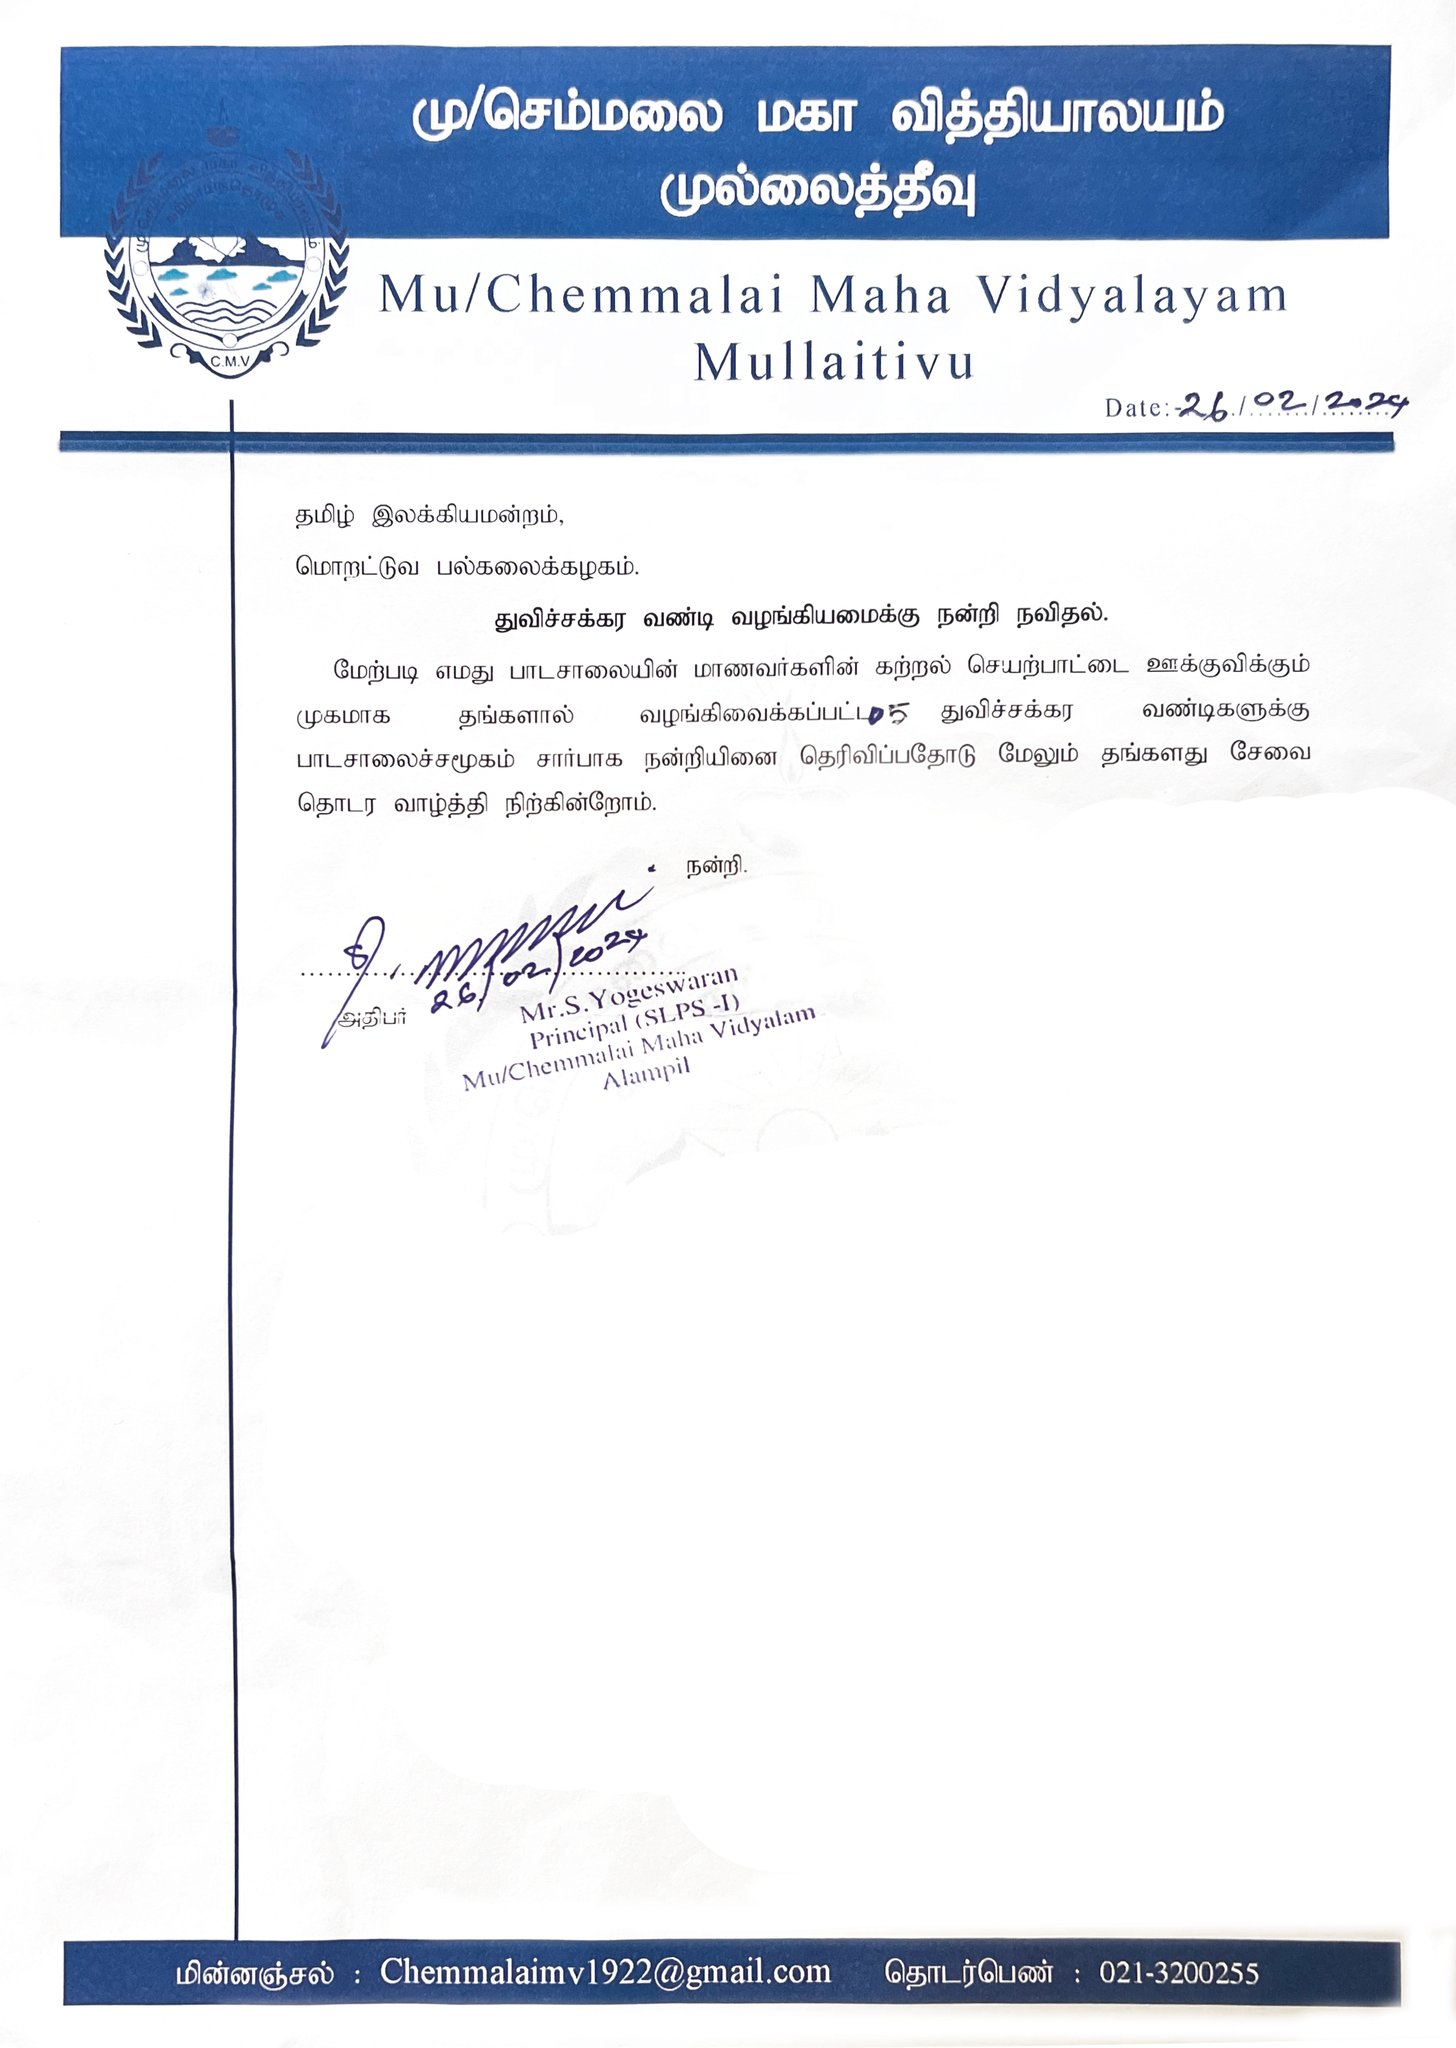 மு/செம்மலை மகா வித்தியாலயம்
முல்லைத்தீவு
Mu/Chemmalai Maha Vidyalayam
Mullaitivu
C.M.V
Date:-26/02/2024
தமிழ் இலக்கியமன்றம்,
மொறட்டுவ பல்கலைக்கழகம்.
துவிச்சக்கர வண்டி வழங்கியமைக்கு நன்றி நவிதல்.
மேற்படி எமது பாடசாலையின் மாணவர்களின் கற்றல் செயற்பாட்டை ஊக்குவிக்கும்
முகமாக தங்களால் வழங்கிவைக்கப்பட்ட 05 துவிச்சக்கர வண்டிகளுக்கு
பாடசாலைச்சமூகம் சார்பாக நன்றியினை தெரிவிப்பதோடு மேலும் தங்களது சேவை
தொடர வாழ்த்தி நிற்கின்றோம்.
நன்றி.
26/02/2024
அதிபர்
Mr.S.Yogeswaran
Principal (SLPS -I)
Mu/Chemmalai Maha Vidyalam
Alampil
மின்னஞ்சல் : Chemmalaimv1922@gmail.com தொடர்பெண் : 021-3200255